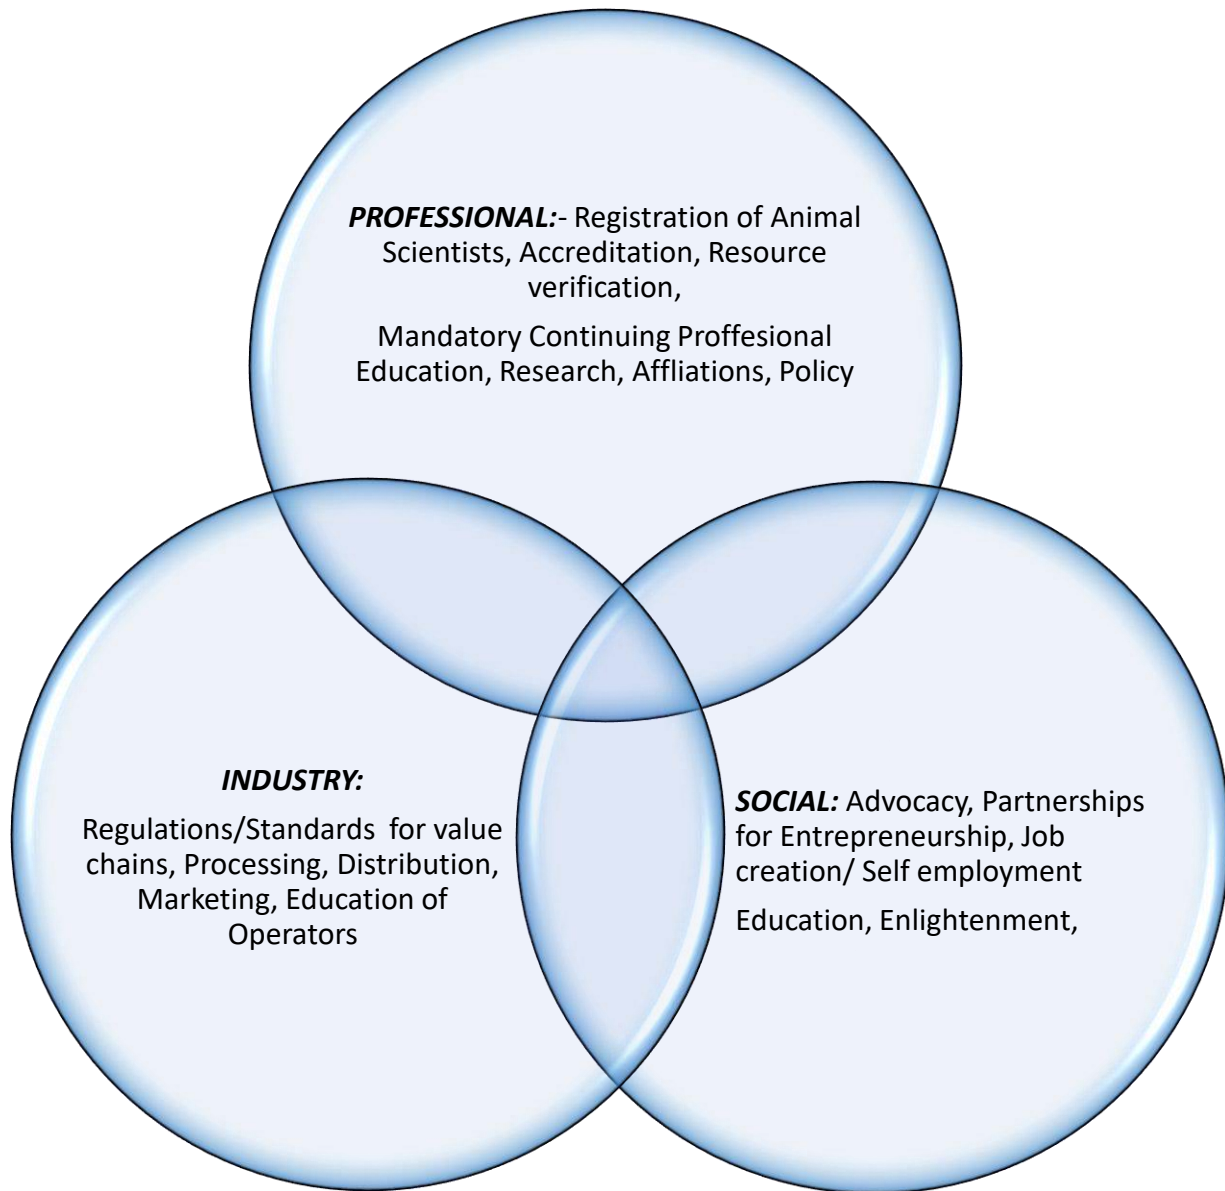 PROFESSIONAL:- Registration of Animal
Scientists, Accreditation, Resource
verification,
Mandatory Continuing Proffesional
Education, Research, Affliations, Policy
INDUSTRY:
Regulations/Standards for value
chains, Processing, Distribution,
Marketing, Education of
Operators
SOCIAL: Advocacy, Partnerships
for Entrepreneurship, Job
creation/ Self employment
Education, Enlightenment,